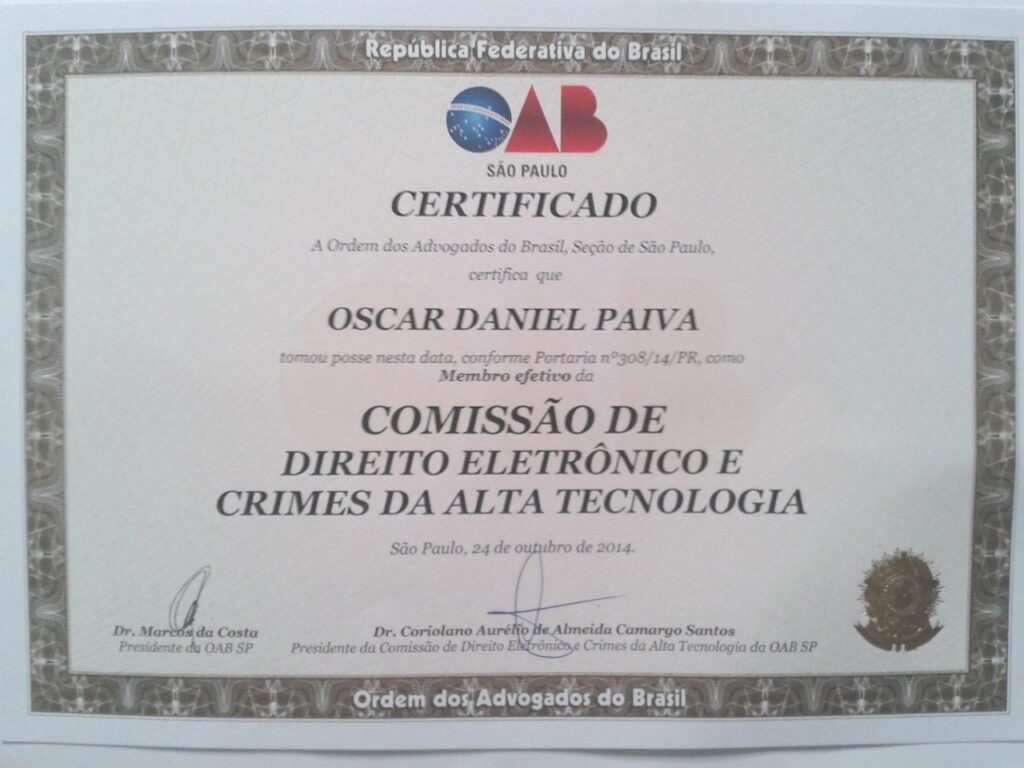 República Federativa do Brasil
OAB
SÃO PAULO
CERTIFICADO
A Ordem dos Advogados do Brasil, Seção de São Paulo,
certifica que
OSCAR DANIEL PAIVA
tomou posse nesta data, conforme Portaria nº308/14/PR, como
Membro efetivo da
COMISSÃO DE
DIREITO ELETRÔNICO E
CRIMES DA ALTA TECNOLOGIA
São Paulo, 24 de outubro de 2014.
Dr. Marcos da Costa
Presidente da OAB SP
Dr. Coriolano Aurélio de Almeida Camargo Santos
Presidente da Comissão de Direito Eletrônico e Crimes da Alta Tecnologia da OAB SP
Ordem dos Advogados do Brasil